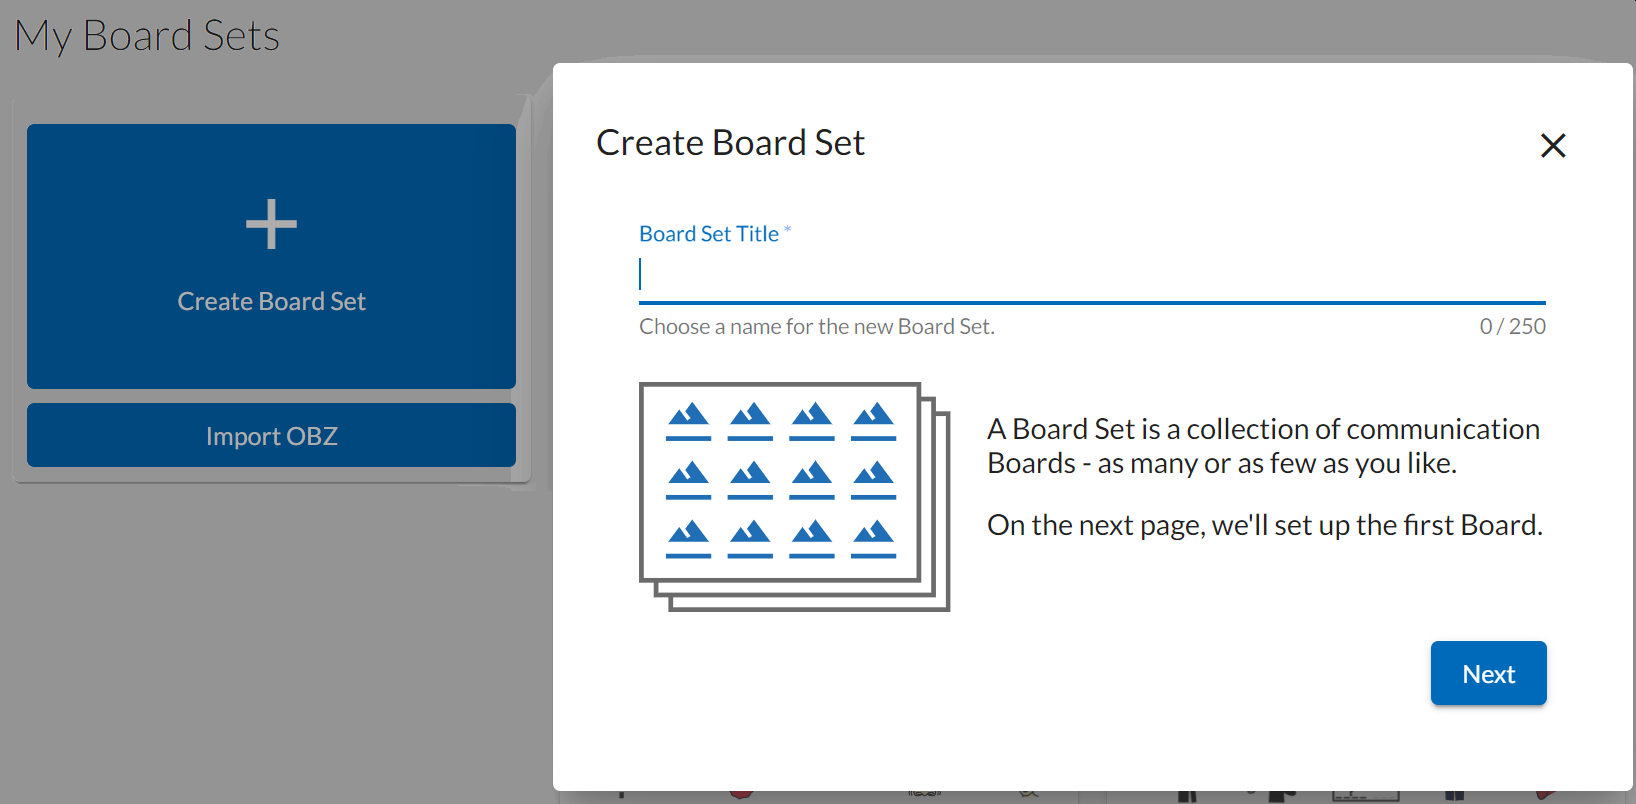 My Board Sets
Create Board Set
Import OBZ
Create Board Set
Board Set Title *
Choose a name for the new Board Set.
0 / 250
A Board Set is a collection of communication
Boards - as many or as few as you like.
On the next page, we'll set up the first Board.
Next